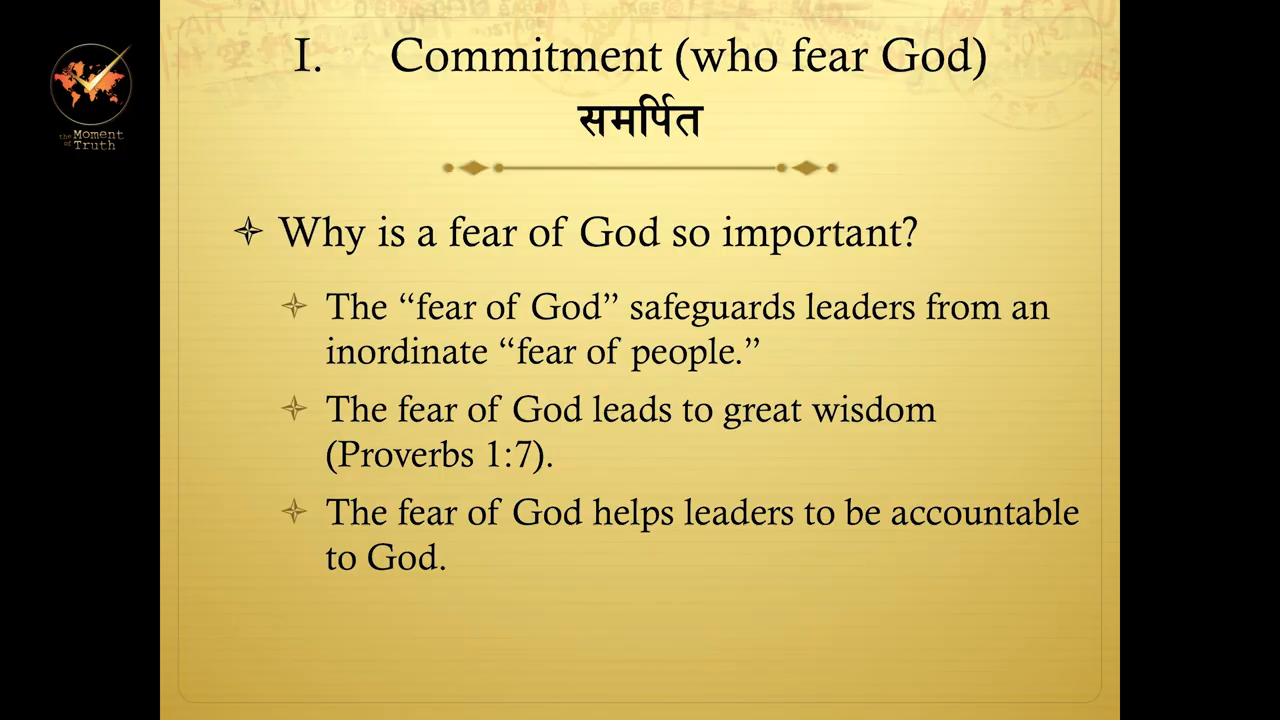 the Moment
of Truth
I. Commitment (who fear God)
समर्पित
Why is a fear of God so important?
The “fear of God” safeguards leaders from an
inordinate “fear of people.”
The fear of God leads to great wisdom
(Proverbs 1:7).
The fear of God helps leaders to be accountable
to God.